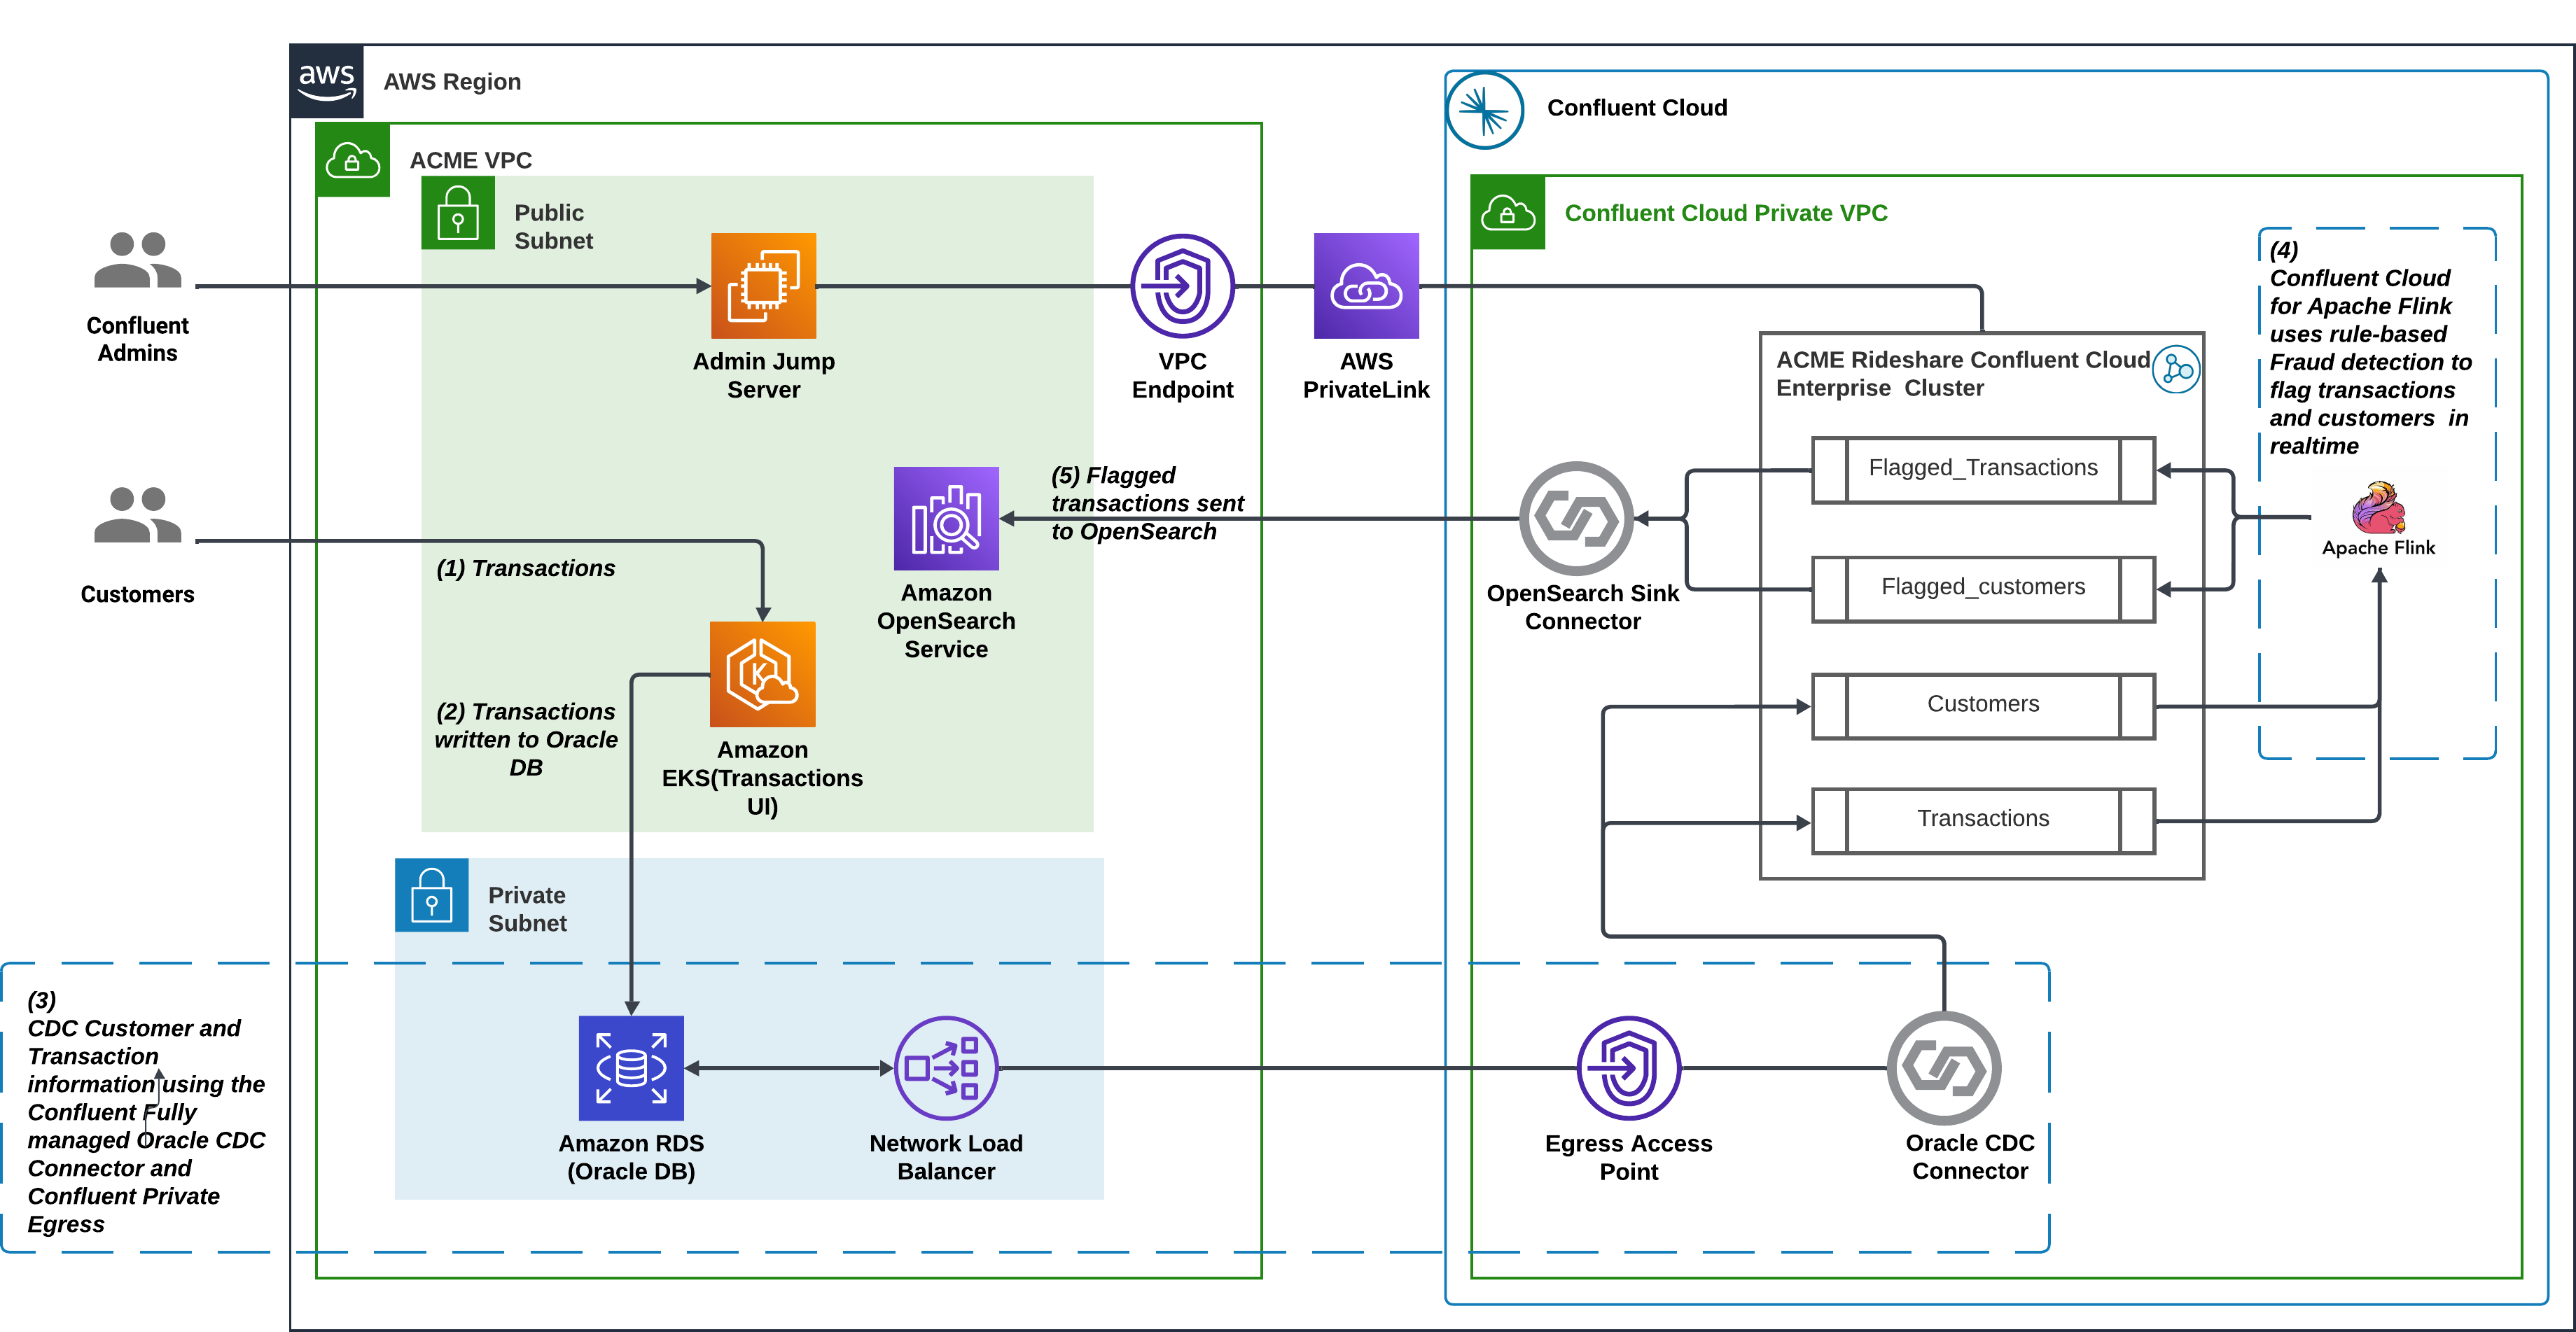 aws
AWS Region
Confluent Cloud
ACME VPC
Public
Subnet
Confluent Cloud Private VPC
Confluent
Admins
Admin Jump
Server
VPC
Endpoint
AWS
PrivateLink
ACME Rideshare Confluent Cloud
Enterprise  Cluster
(4)
Confluent Cloud
for Apache Flink
uses rule-based
Fraud detection to
flag transactions
and customers  in
realtime
Customers
(1) Transactions
Amazon
OpenSearch
Service
(5) Flagged
transactions sent
to OpenSearch
OpenSearch Sink
Connector
Flagged_Transactions
Flagged_customers
Customers
Transactions
Apache Flink
(2) Transactions
written to Oracle
DB
K
Amazon
EKS(Transactions
UI)
Private
Subnet
(3)
CDC Customer and
Transaction
information using the
Confluent Fully
managed Oracle CDC
Connector and
Confluent Private
Egress
Amazon RDS
(Oracle DB)
Network Load
Balancer
Egress Access
Point
Oracle CDC
Connector